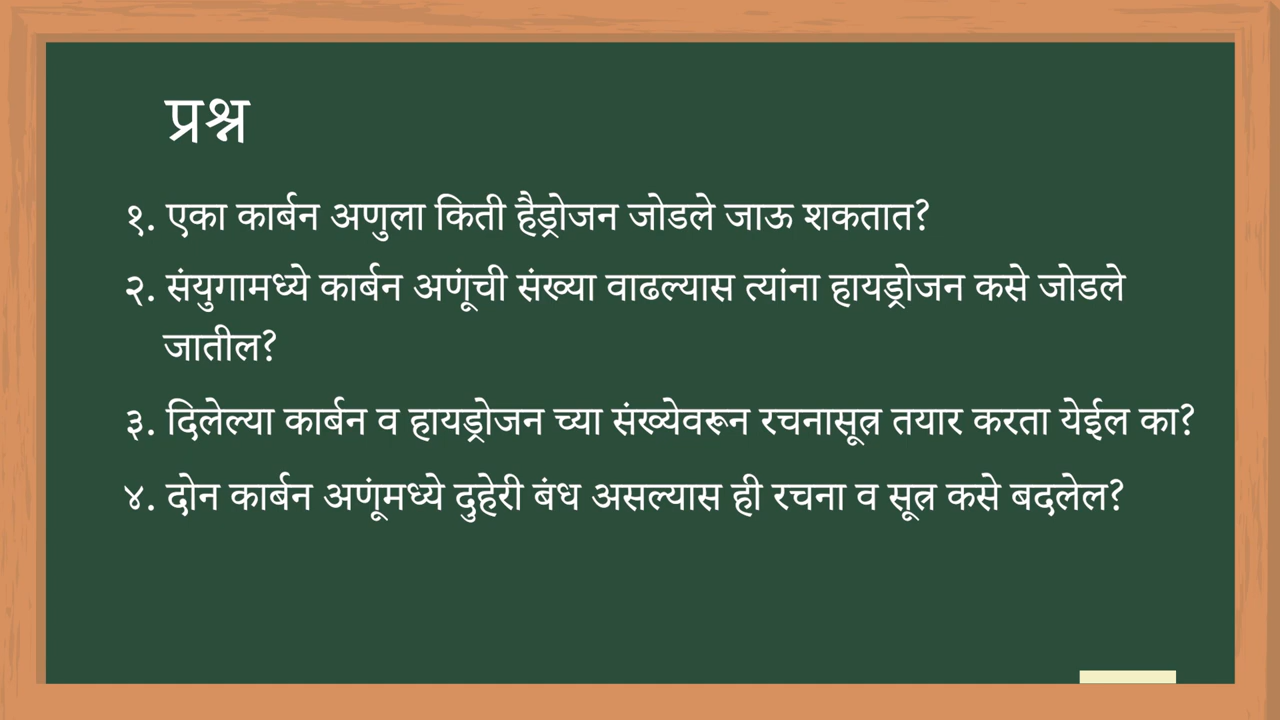 प्रश्न
१. एका कार्बन अणुला किती हैड्रोजन जोडले जाऊ शकतात?
२. संयुगामध्ये कार्बन अणूंची संख्या वाढल्यास त्यांना हायड्रोजन कसे जोडले
जातील?
३. दिलेल्या कार्बन व हायड्रोजन च्या संख्येवरून रचनासूत्र तयार करता येईल का?
४. दोन कार्बन अणूंमध्ये दुहेरी बंध असल्यास ही रचना व सूत्र कसे बदलेल?